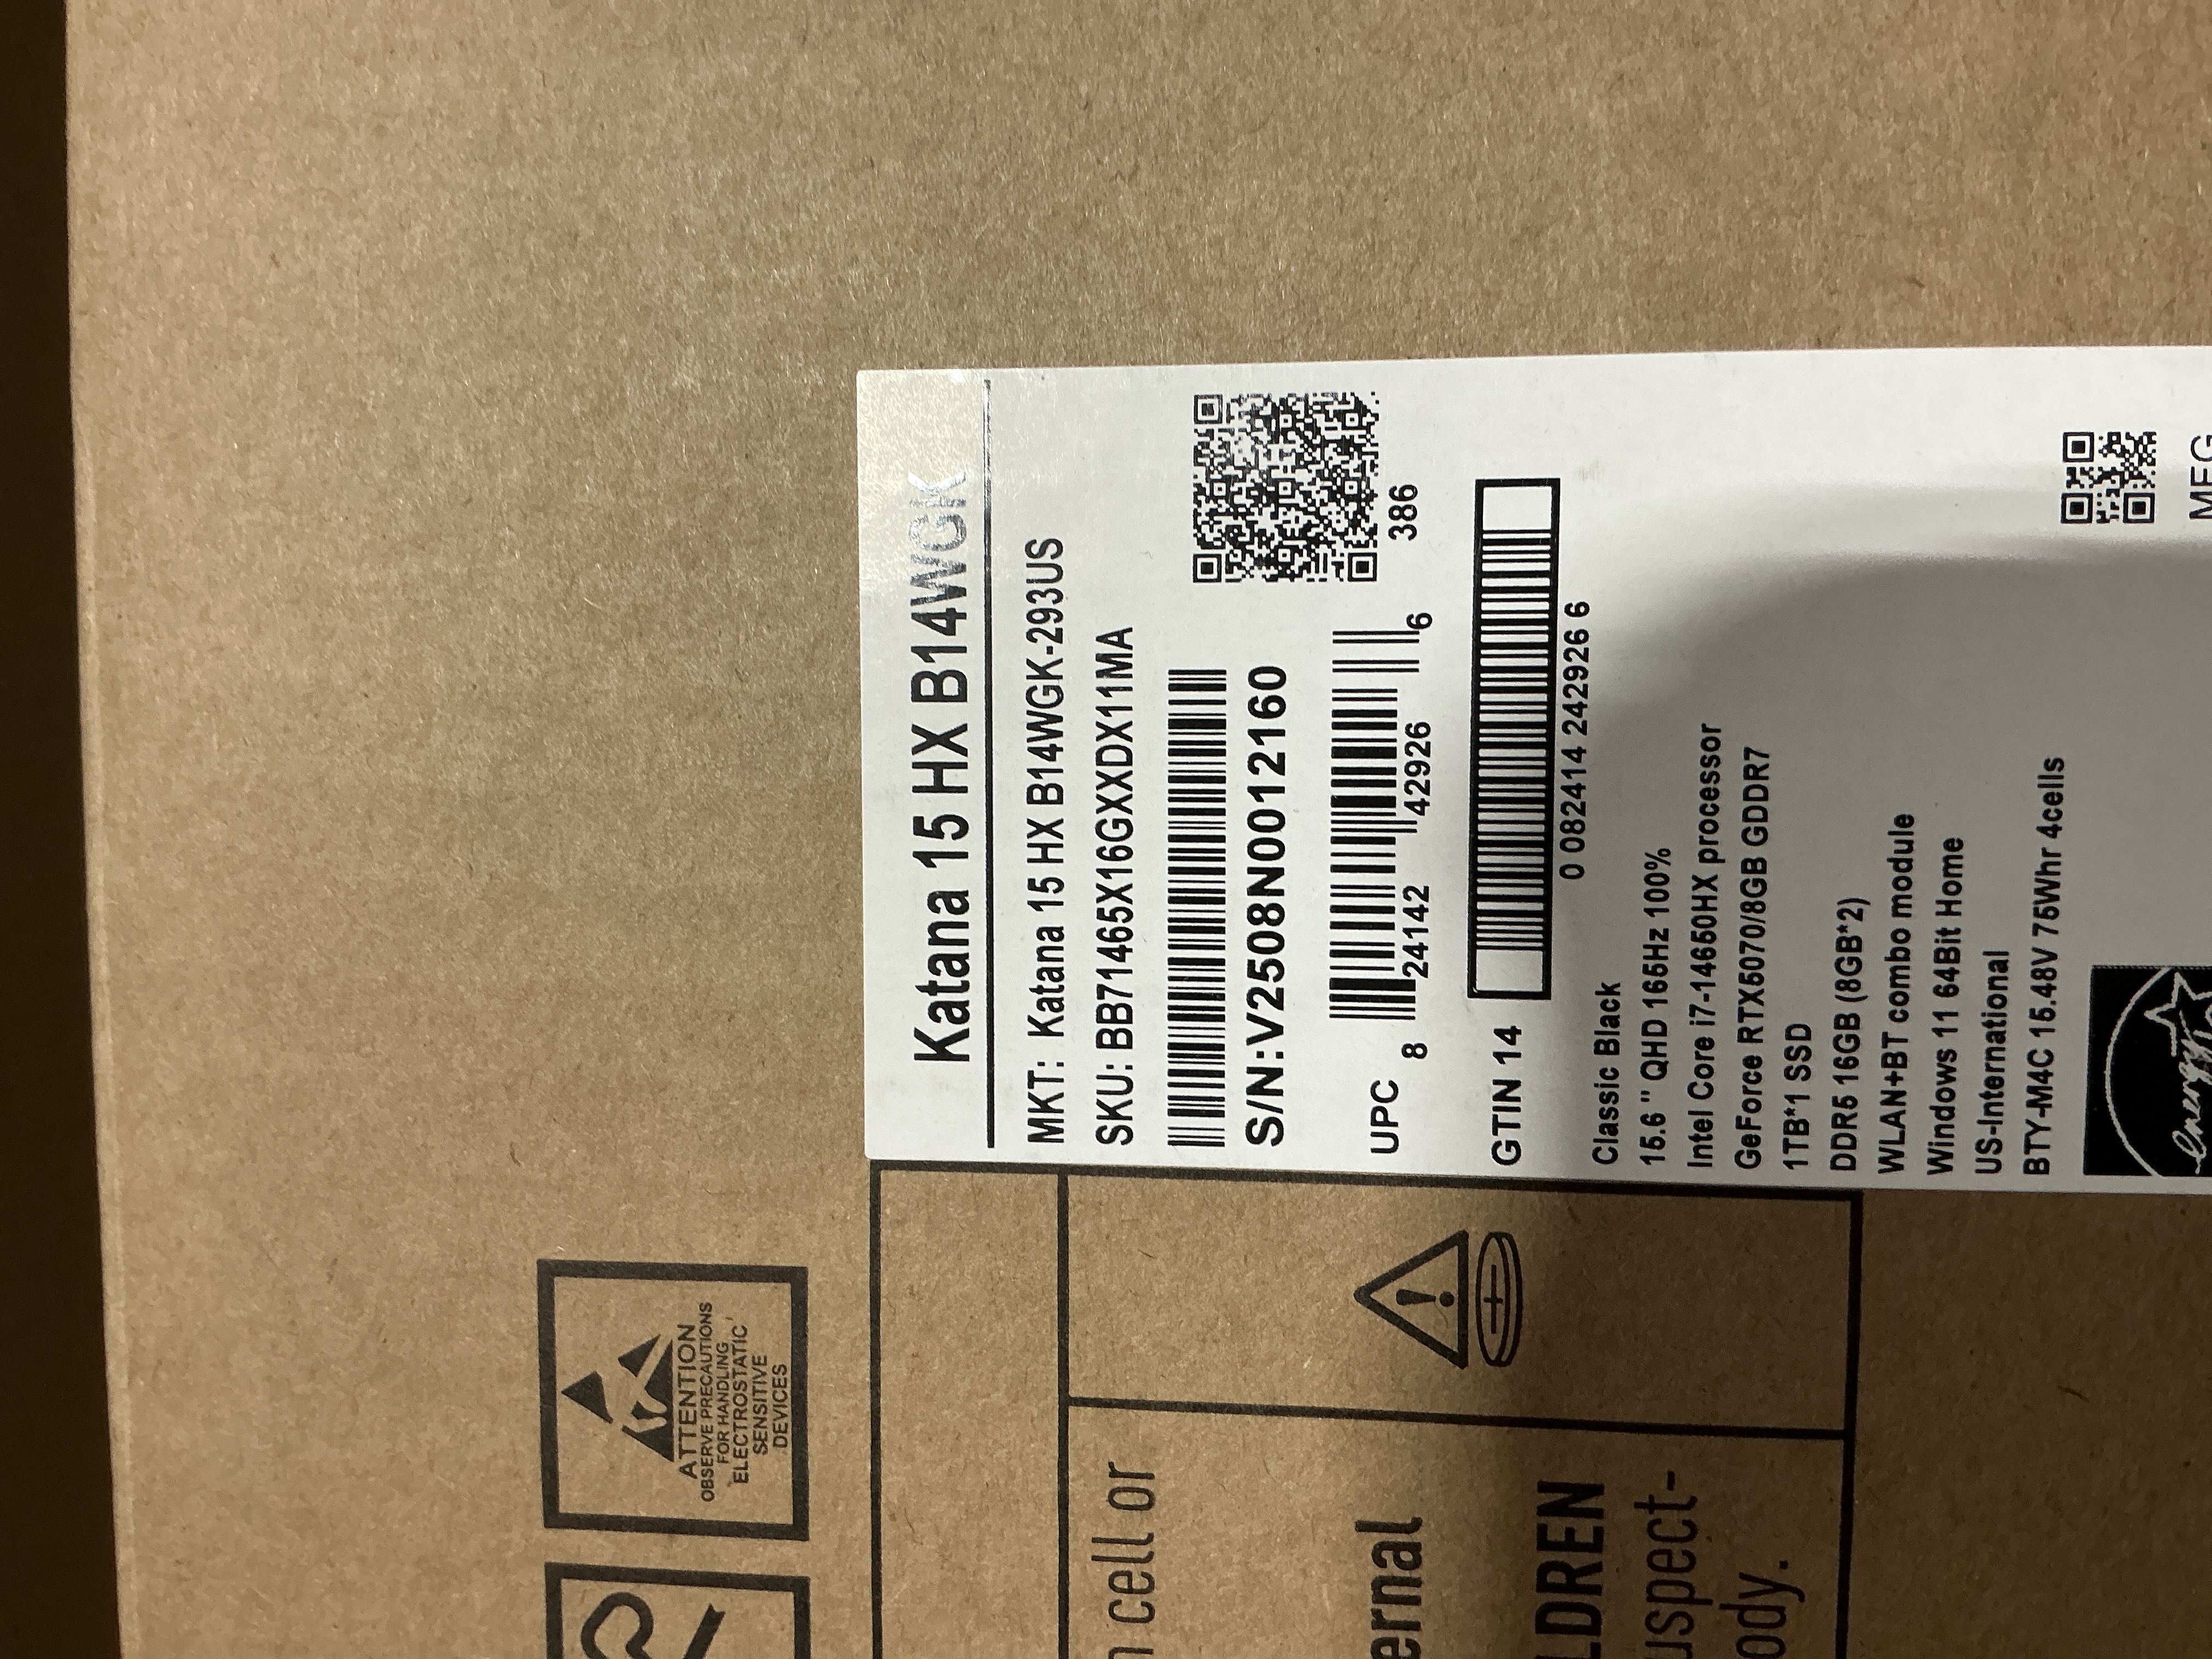 Katana 15 HX B14WGK
MKT: Katana 15 HX B14WGK-293US
SKU: BB71465X16GXXDX11MA
S/N:V2508N0012160
386
UPC
8 24142 42926 6
GTIN 14
0 0824142 42926 6
Classic Black
15.6 " QHD 165Hz 100%
Intel Core i7-14650HX processor
GeForce RTX5070/8GB GDDR7
1TB*1 SSD
DDR5 16GB (8GB*2)
WLAN+BT combo module
Windows 11 64Bit Home
US-International
BTY-M4C 15.48V 75Whr 4cells
energy
ATTENTION
OBSERVE PRECAUTIONS
FOR HANDLING
ELECTROSTATIC
SENSITIVE
DEVICES
cell or
ernal
LDREN
uspect-
ody.